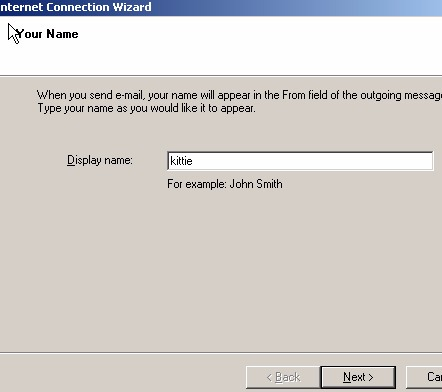 nternet Connection Wizard
Your Name
When you send e-mail, your name will appear in the From field of the outgoing messag
Type your name as you would like it to appear.
Display name:
kittie
For example: John Smith
< Back
Next >
Ca